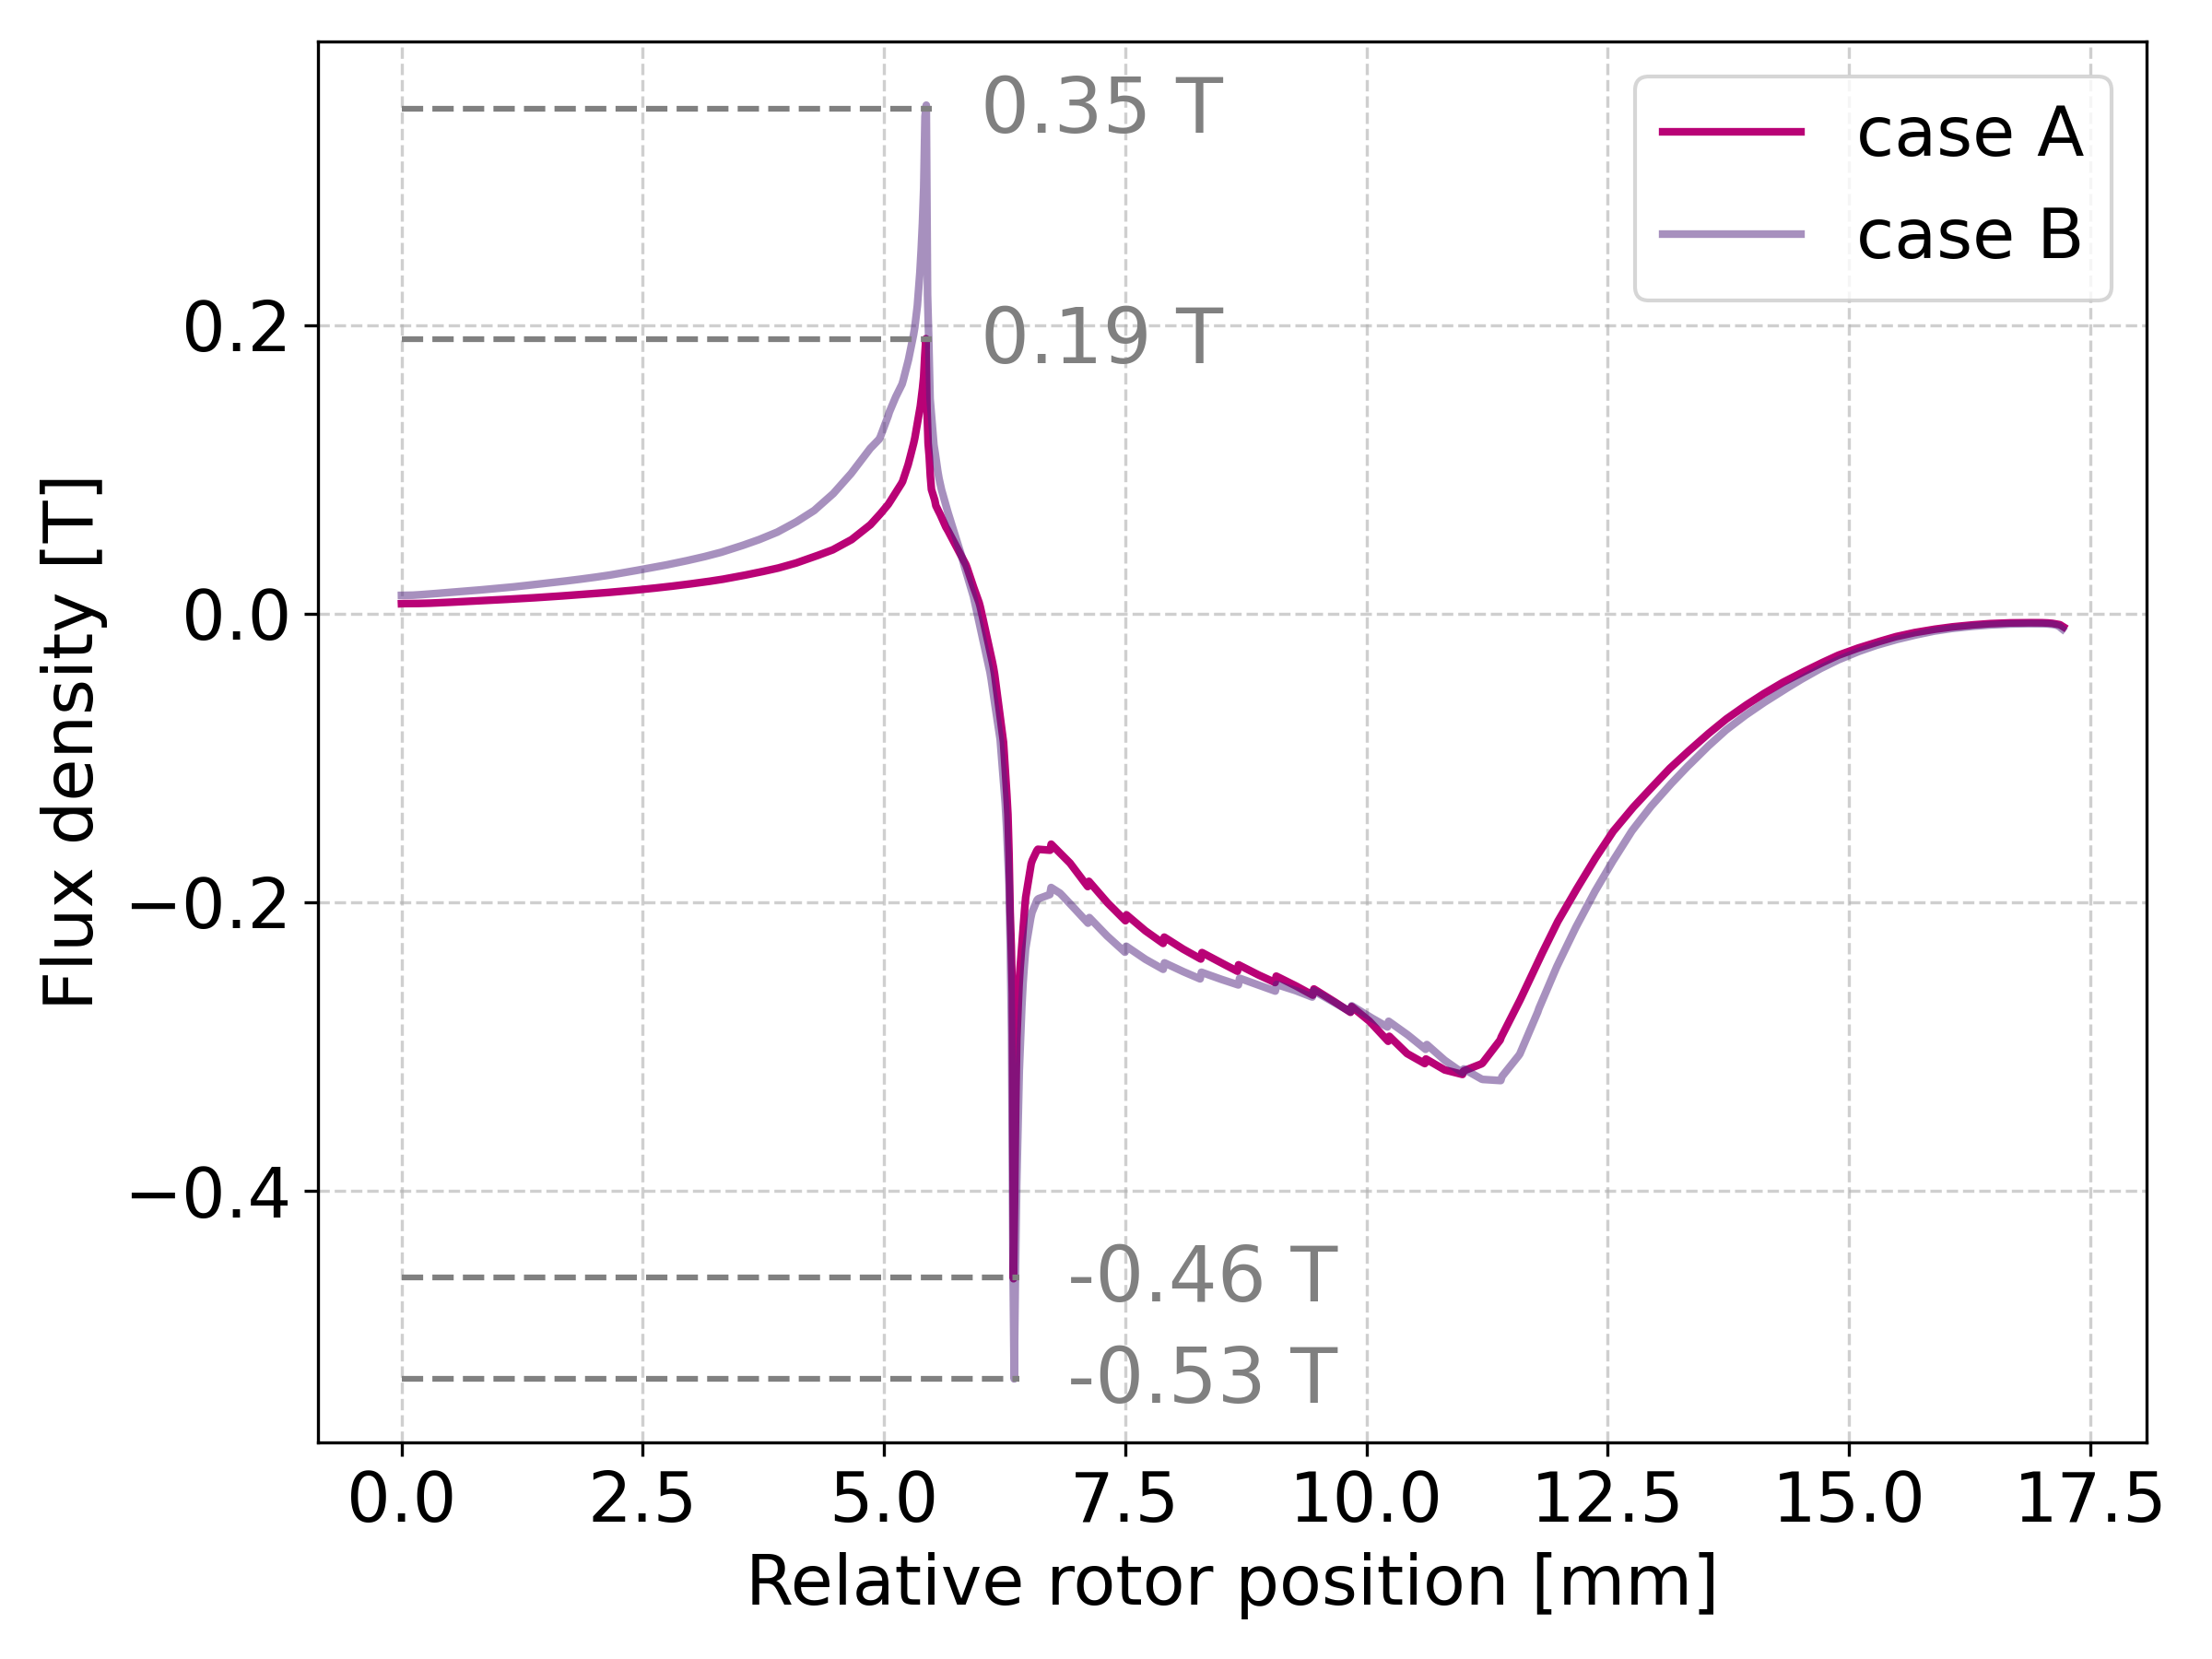 0.35 T
0.19 T
-0.46 T
-0.53 T
case A
case B
Flux density [T]
0.2
0.0
−0.2
−0.4
0.0 2.5 5.0 7.5 10.0 12.5 15.0 17.5
Relative rotor position [mm]